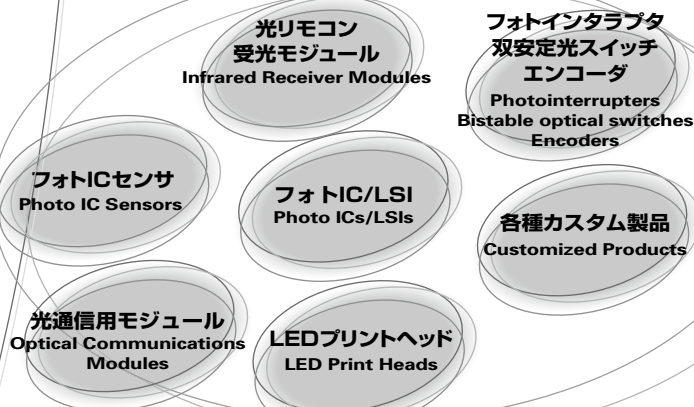 光リモコン
受光モジュール
Infrared Receiver Modules
フォトインタラプタ
双安定光スイッチ
エンコーダ
Photointerrupters
Bistable optical switches
Encoders
フォトICセンサ
Photo IC Sensors
フォトIC/LSI
Photo ICs/LSIs
各種カスタム製品
Customized Products
光通信用モジュール
Optical Communications
Modules
LEDプリントヘッド
LED Print Heads